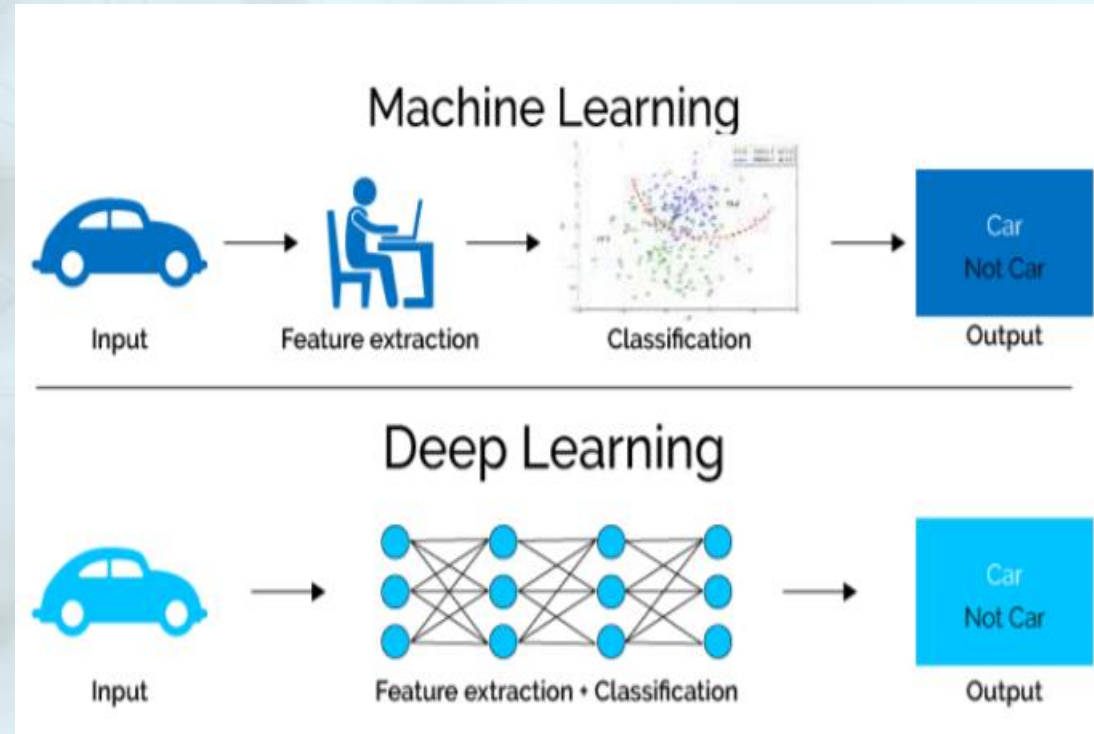 Machine Learning
Car
Not Car
Input
Feature extraction
Classification
Output
Deep Learning
Car
Not Car
Input
Feature extraction + Classification
Output